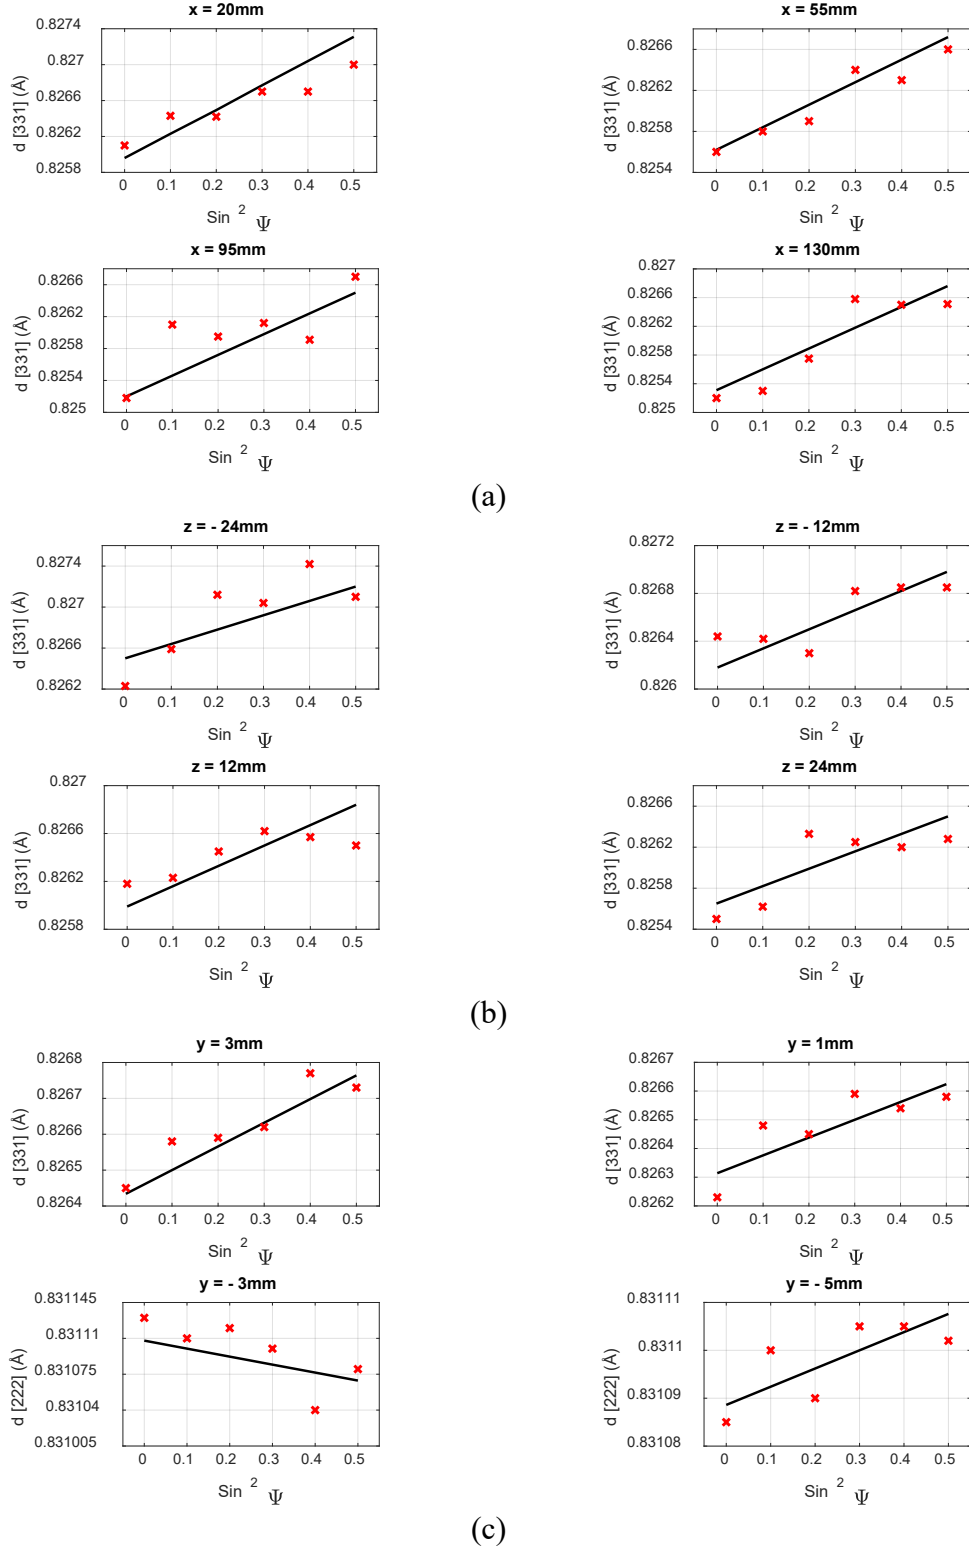 x = 20mm
0.8274
0.827
0.8266
0.8262
0.8258
d [331] (Å)
0 0.1 0.2 0.3 0.4 0.5
Sin 2 Ψ
x = 55mm
0.8266
0.8262
0.8258
0.8254
d [331] (Å)
0 0.1 0.2 0.3 0.4 0.5
Sin 2 Ψ
x = 95mm
0.8266
0.8262
0.8258
0.8254
0.825
d [331] (Å)
0 0.1 0.2 0.3 0.4 0.5
Sin 2 Ψ
x = 130mm
0.827
0.8266
0.8262
0.8258
0.8254
0.825
d [331] (Å)
0 0.1 0.2 0.3 0.4 0.5
Sin 2 Ψ
(a)
z = - 24mm
0.8274
0.827
0.8266
0.8262
d [331] (Å)
0 0.1 0.2 0.3 0.4 0.5
Sin 2 Ψ
z = - 12mm
0.8272
0.8268
0.8264
0.826
d [331] (Å)
0 0.1 0.2 0.3 0.4 0.5
Sin 2 Ψ
z = 12mm
0.827
0.8266
0.8262
0.8258
d [331] (Å)
0 0.1 0.2 0.3 0.4 0.5
Sin 2 Ψ
z = 24mm
0.8266
0.8262
0.8258
0.8254
d [331] (Å)
0 0.1 0.2 0.3 0.4 0.5
Sin 2 Ψ
(b)
y = 3mm
0.8268
0.8267
0.8266
0.8265
0.8264
d [331] (Å)
0 0.1 0.2 0.3 0.4 0.5
Sin 2 Ψ
y = 1mm
0.8267
0.8266
0.8265
0.8264
0.8263
0.8262
d [331] (Å)
0 0.1 0.2 0.3 0.4 0.5
Sin 2 Ψ
y = - 3mm
0.831145
0.83111
0.831075
0.83104
0.831005
d [222] (Å)
0 0.1 0.2 0.3 0.4 0.5
Sin 2 Ψ
y = - 5mm
0.83111
0.8311
0.83109
0.83108
d [222] (Å)
0 0.1 0.2 0.3 0.4 0.5
Sin 2 Ψ
(c)